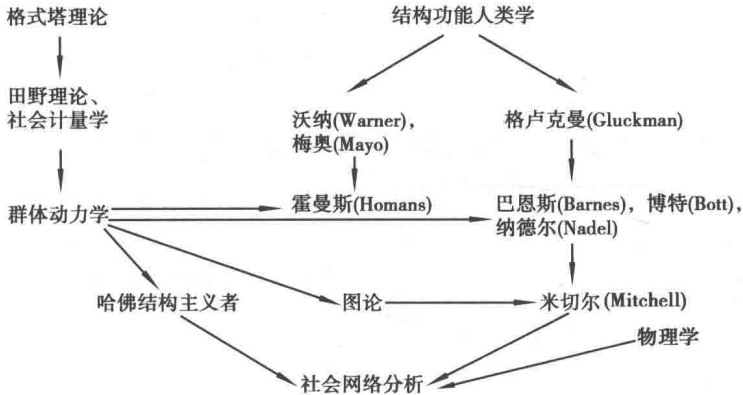 格式塔理论
结构功能人类学
田野理论、
社会计量学
沃纳(Warner),
梅奥(Mayo)
格卢克曼(Gluckman)
群体动力学
霍曼斯(Homans)
巴恩斯(Barnes), 博特(Bott),
纳德尔(Nadel)
哈佛结构主义者
图论
米切尔(Mitchell)
物理学
社会网络分析